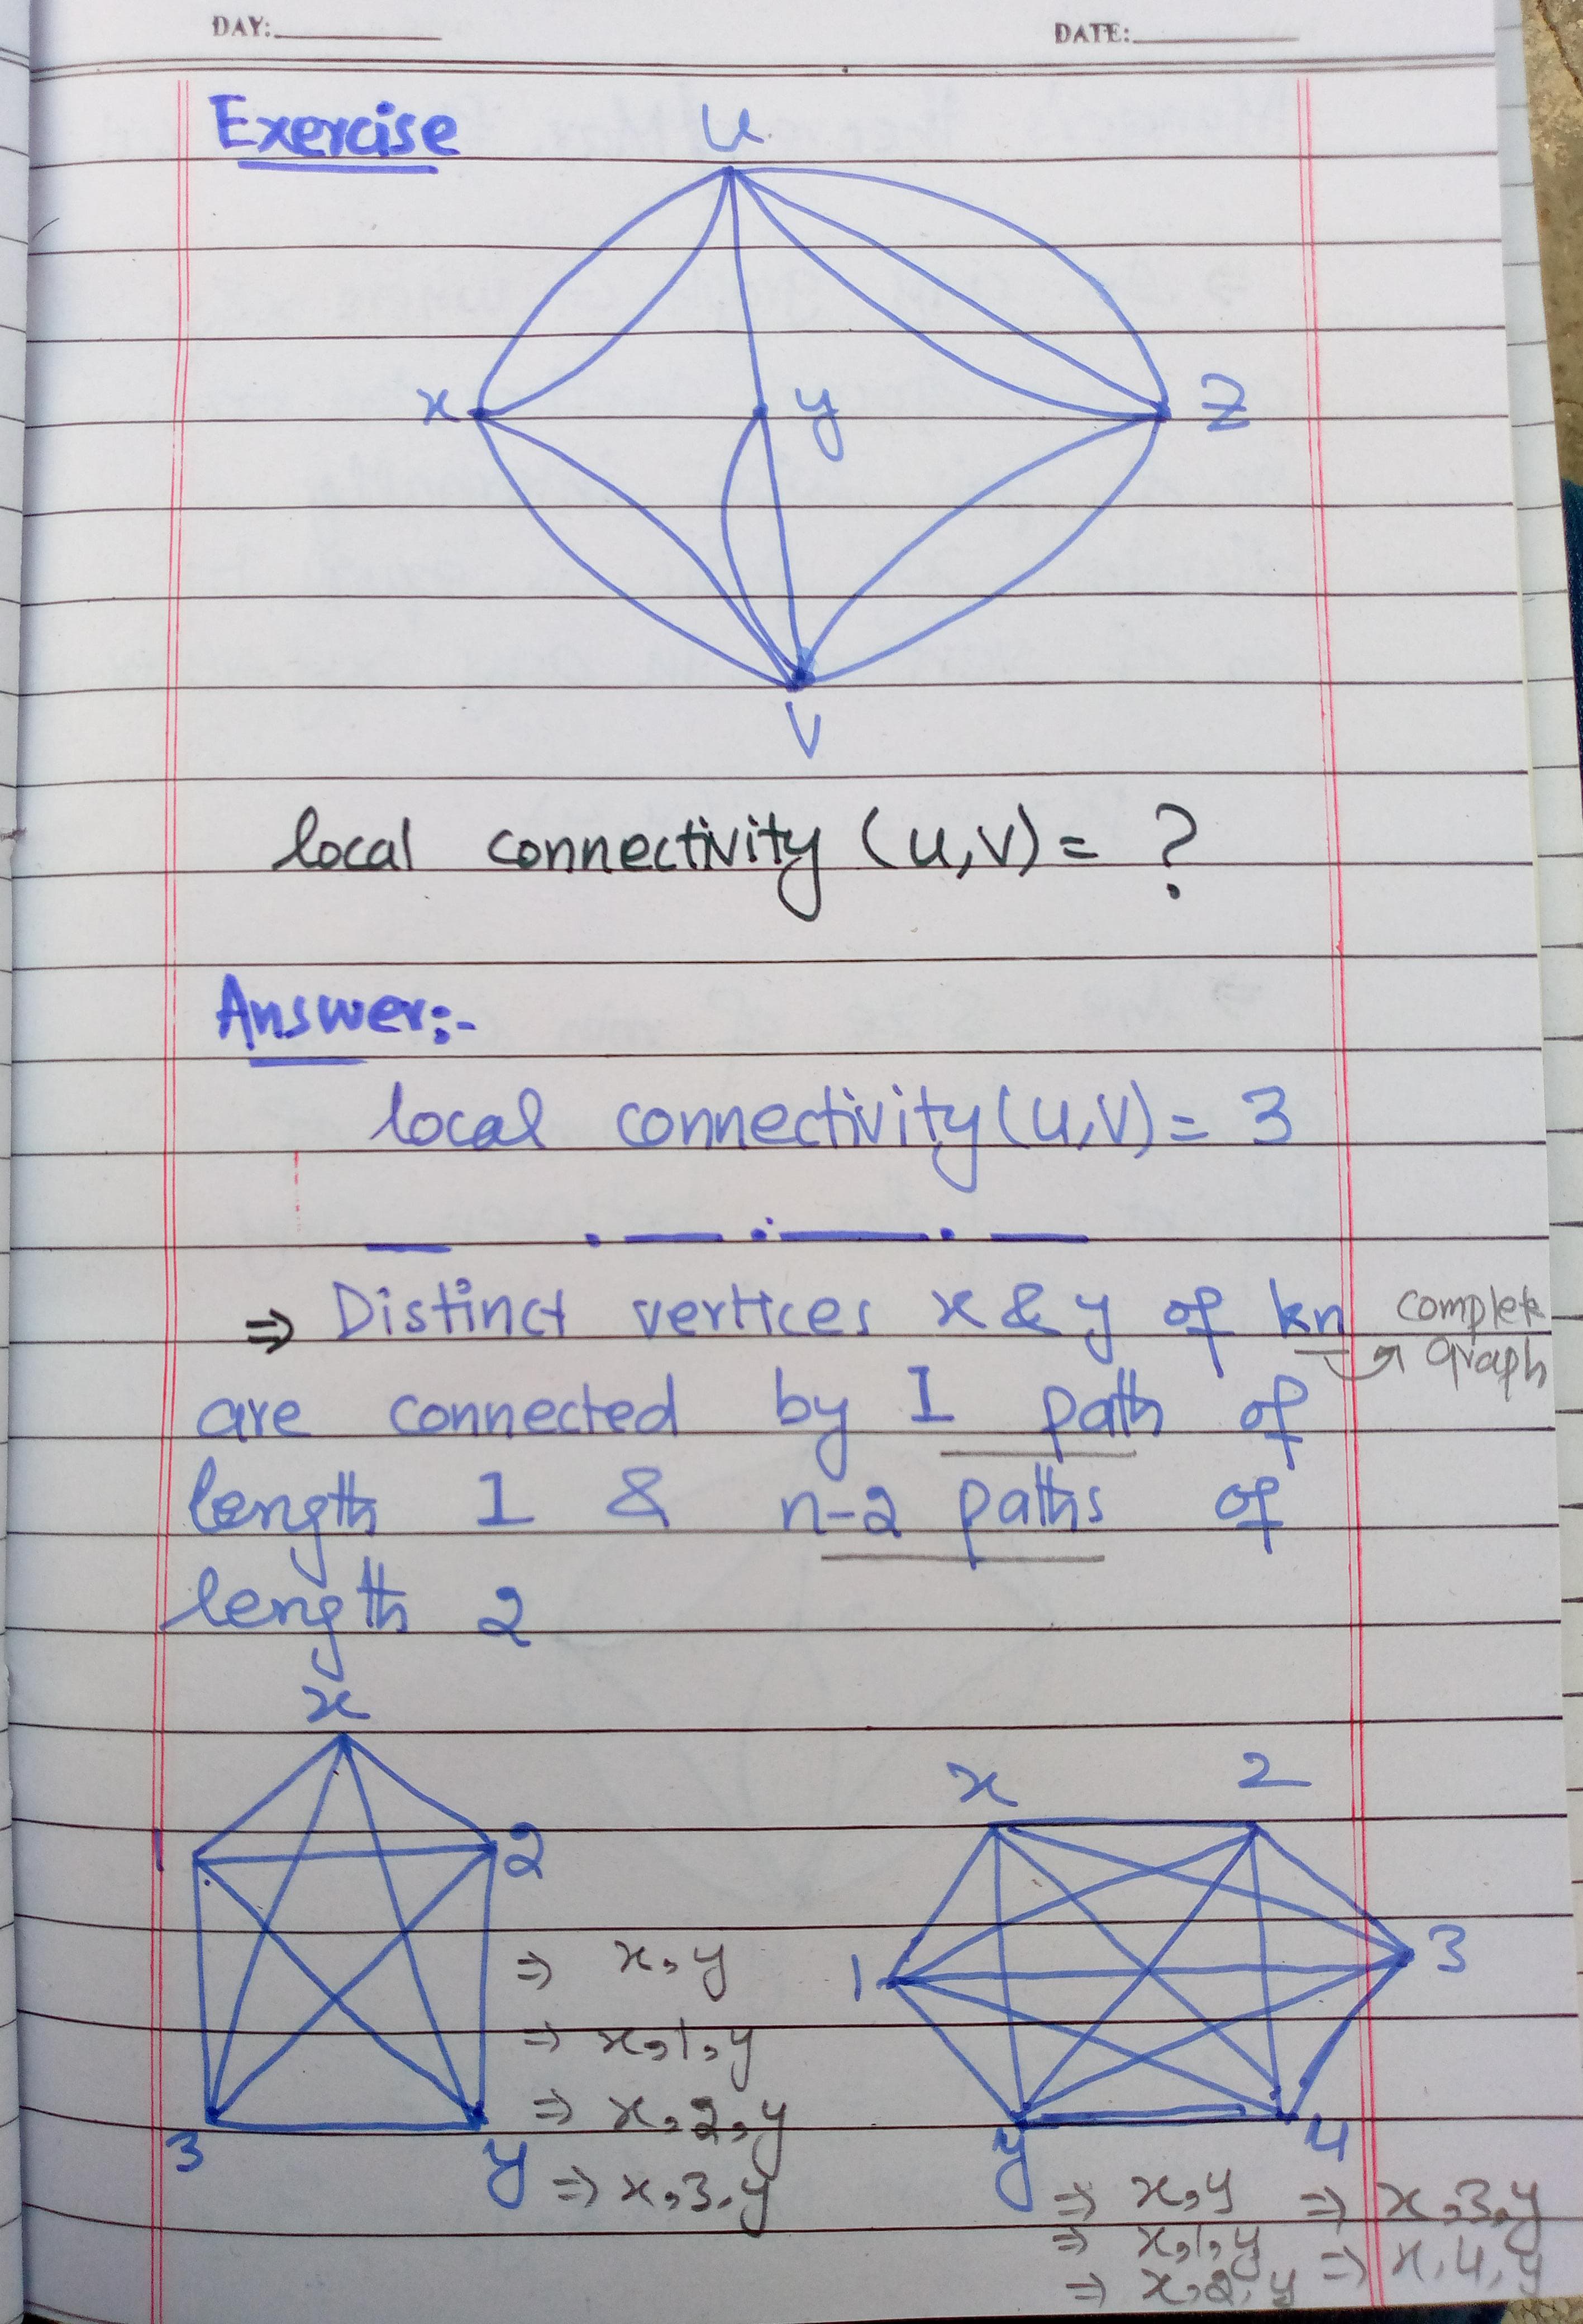 DAY:
DATE:
Exercise
u
x
y
z
v
local connectivity (u,v) = ?
Answer:-
local connectivity (u,v) = 3
⇒ Distinct vertices x & y of kn complete graph
are connected by 1 path of
length 1 & n-2 paths of
length 2
x
1
2
3
y
⇒ x,y
⇒ x,1,y
⇒ x,2,y
⇒ x,3,y
x
2
1
3
y
4
⇒ x,y ⇒ x,3,y
⇒ x,1,y ⇒ x,4,y
⇒ x,2,y